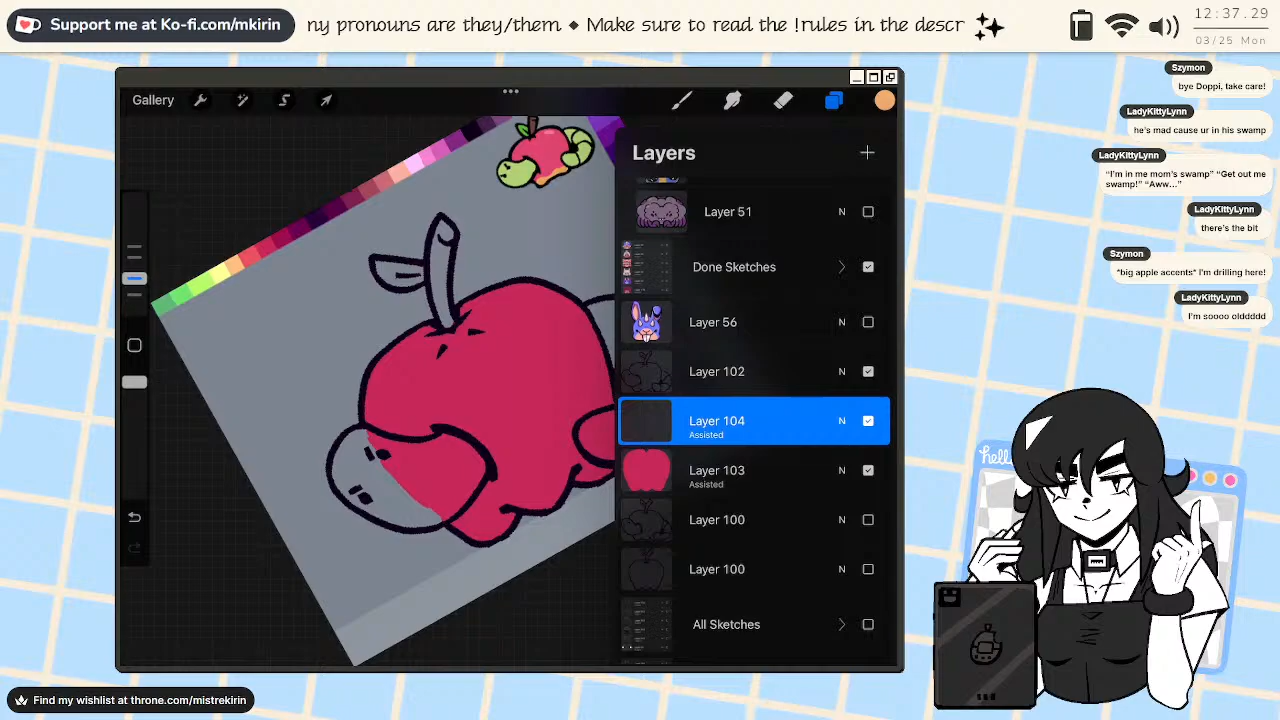 Support me at Ko-fi.com/mkirin
ny pronouns are they/them. ◆ Make sure to read the !rules in the descr
12:37.29
03/25 Mon
Szymon
bye Doppi, take care!
LadyKittyLynn
he's mad cause ur in his swamp
LadyKittyLynn
“I'm in me mom's swamp” “Get out me
swamp!” “Aww…”
LadyKittyLynn
there's the bit
Szymon
*big apple accents* I'm drilling here!
LadyKittyLynn
I'm soooo oldddd
Gallery
Layers
Layer 51
N
Done Sketches
Layer 56
N
Layer 102
N
Layer 104
N
Assisted
Layer 103
N
Assisted
Layer 100
N
Layer 100
N
All Sketches
hello
Find my wishlist at throne.com/mistrekirin